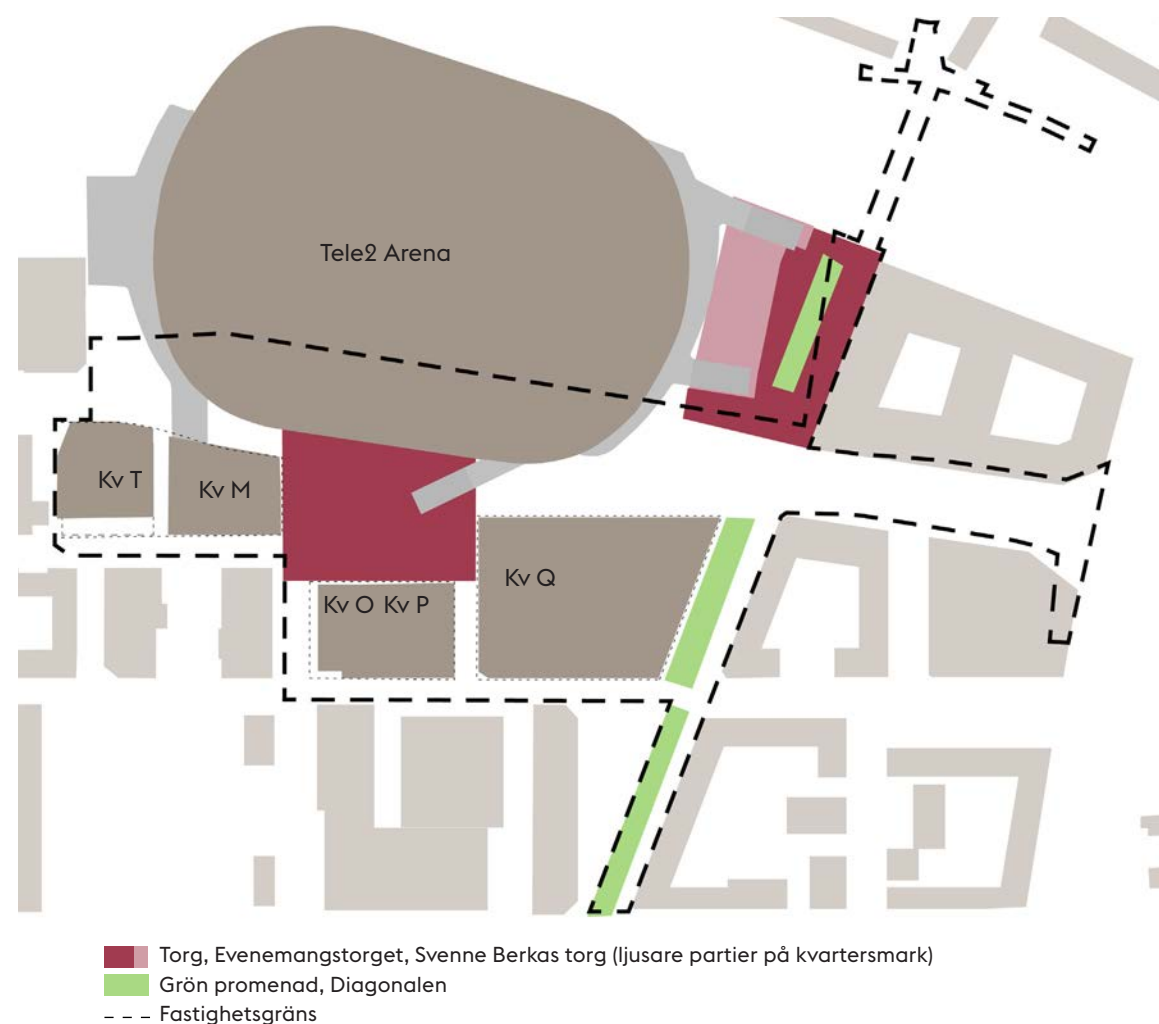 Tele2 Arena
Kv T
Kv M
Kv Q
Kv O Kv P
Torg, Evenemangstorget, Svenne Berkas torg (ljusare partier på kvartersmark)
Grön promenad, Diagonalen
Fastighetsgräns